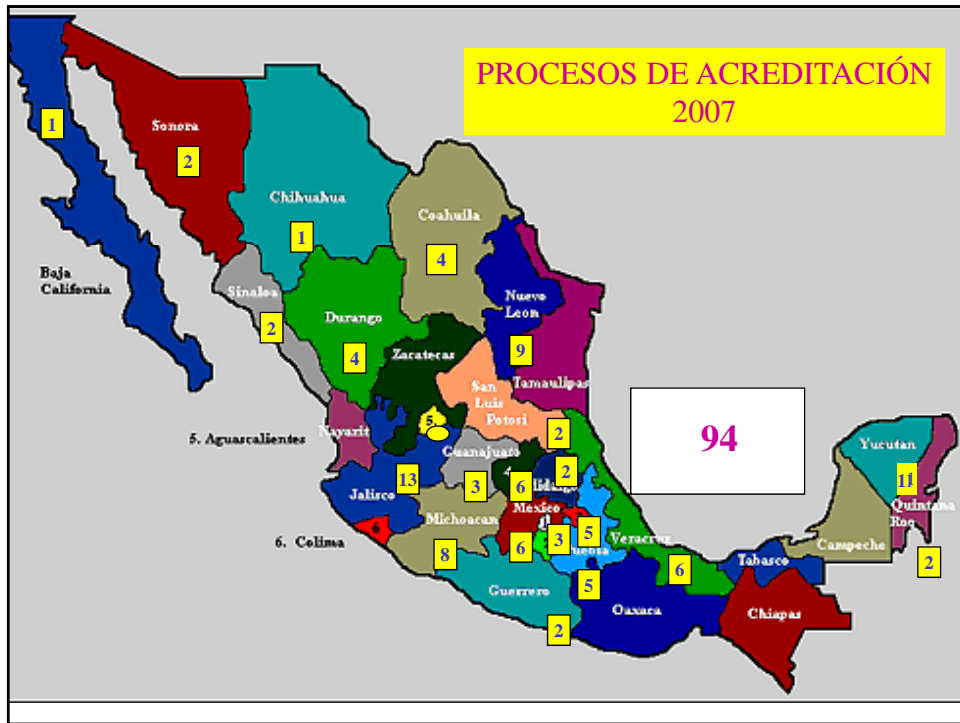 PROCESOS DE ACREDITACIÓN
2007
1
Sonora
2
Chihuahua
1
Coahuila
4
Baja
California
Sinaloa
2
Durango
4
Nuevo
Leon
9
Zacatecas
Tamaulipas
San
Luis
Potosi
2
94
5. Aguascalientes
Nayarit
5.
Guanajuato
3
6
2
Jalisco
13
Mexico
6
3
5
Michoacan
8
6. Colima
6
Veracruz
6
5
Guerrero
2
Oaxaca
Tabasco
Chiapas
Campeche
Yucutan
11
Quintana
Roo
2